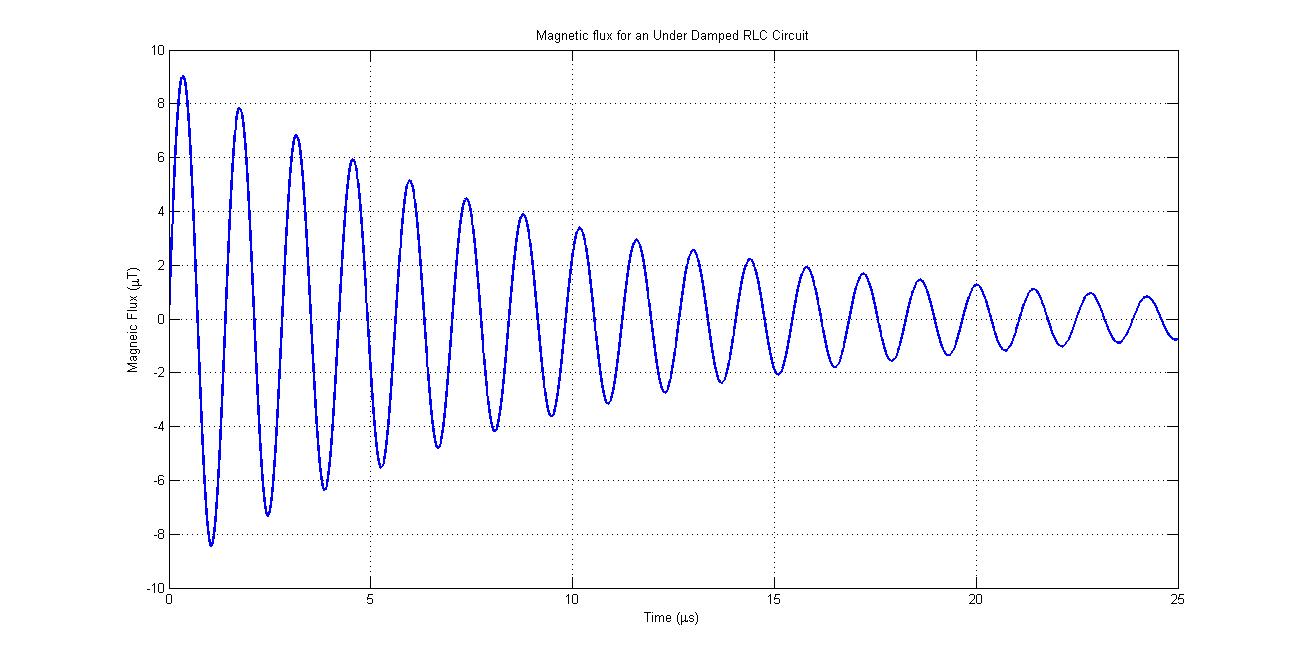 Magnetic flux for an Under Damped RLC Circuit
10
8
6
4
2
0
-2
-4
-6
-8
-10
Magneic Flux (μT)
0 5 10 15 20 25
Time (μs)